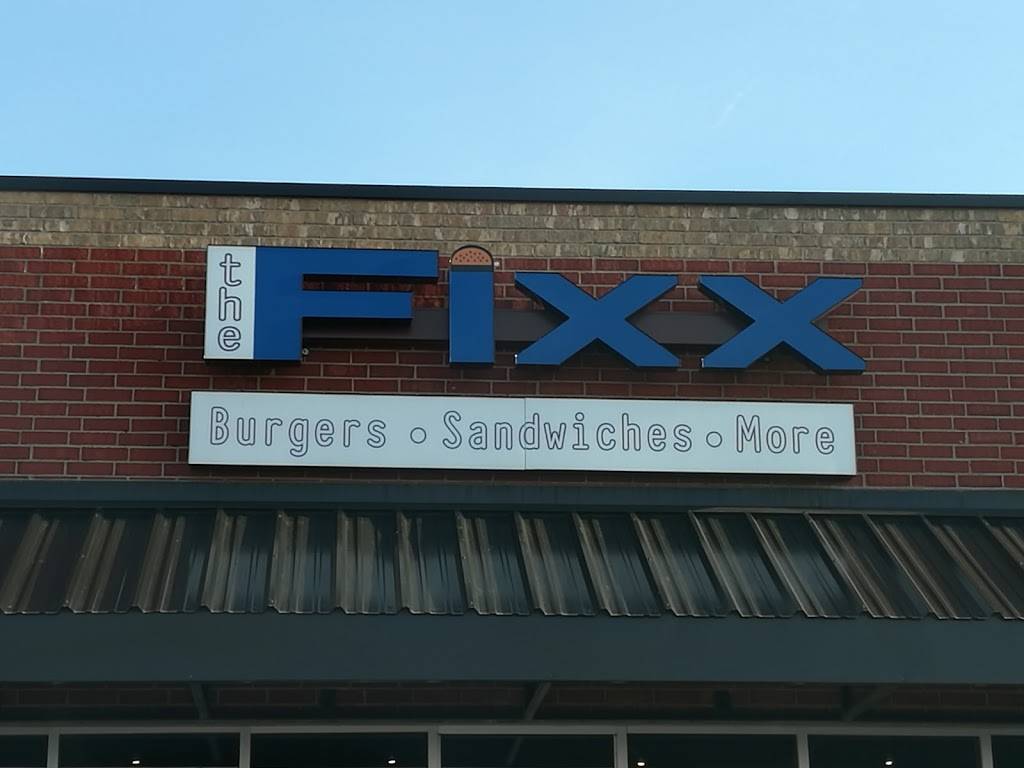 the Fixx
Burgers • Sandwiches • More